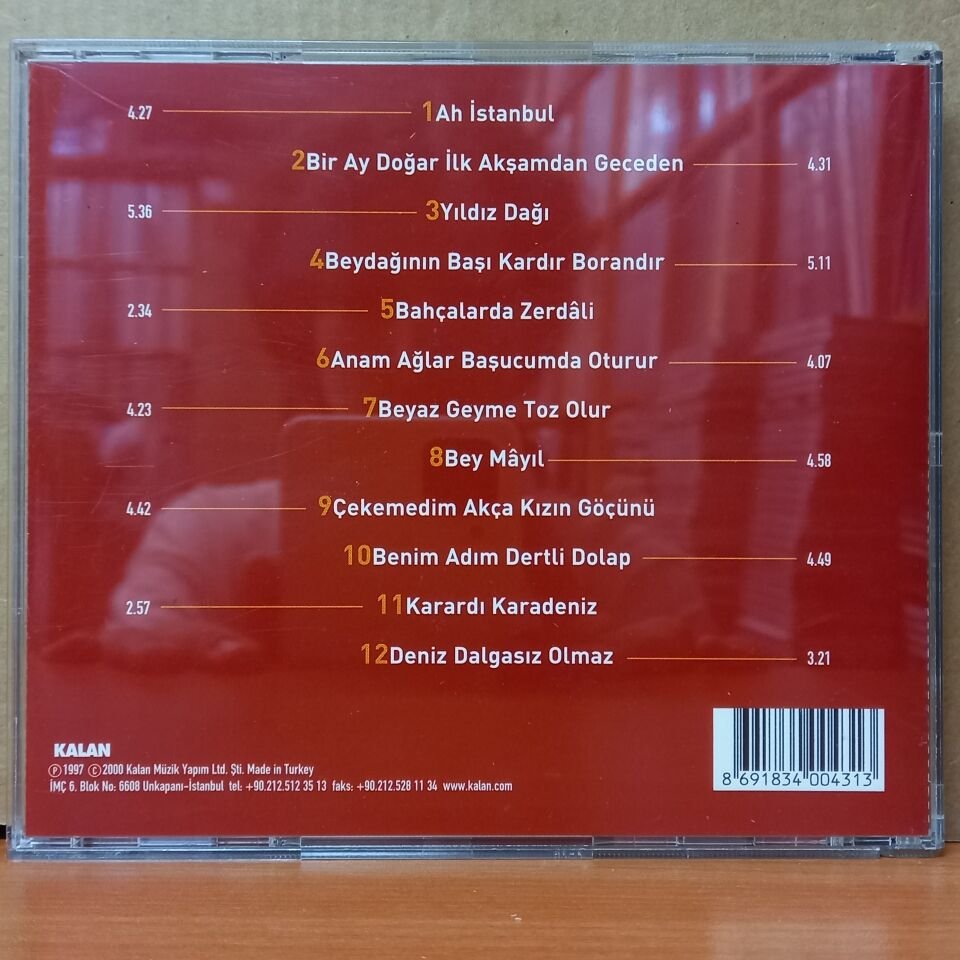 4.27 1 Ah İstanbul
2 Bir Ay Doğar İlk Akşamdan Geceden 4.31
5.36 3 Yıldız Dağı
4 Beydağının Başı Kardır Borandır 5.11
2.34 5 Bahçalarda Zerdâli
6 Anam Ağlar Başucumda Oturur 4.07
4.23 7 Beyaz Geyme Toz Olur
8 Bey Mâyıl 4.58
4.42 9 Çekemedim Akça Kızın Göçünü
10 Benim Adım Dertli Dolap 4.49
2.57 11 Karardı Karadeniz
12 Deniz Dalgasız Olmaz 3.21
KALAN
Ⓟ 1997 © 2000 Kalan Müzik Yapım Ltd. Şti. Made in Turkey
İMÇ 6. Blok No: 6608 Unkapanı-İstanbul tel: +90.212.512 35 13 faks: +90.212.528 11 34 www.kalan.com
8 691834 004313